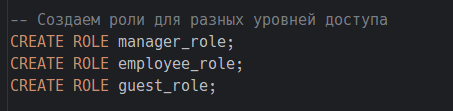 -- Создаем роли для разных уровней доступа
CREATE ROLE manager_role;
CREATE ROLE employee_role;
CREATE ROLE guest_role;